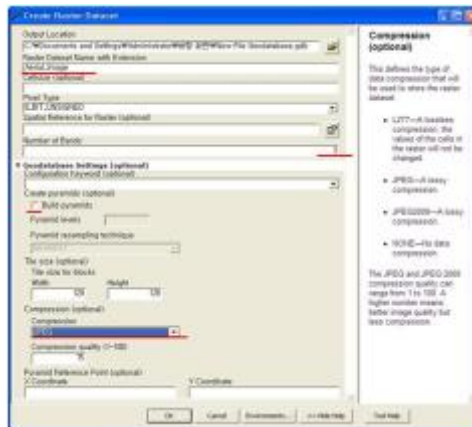 Create Raster Dataset
Output Location
Raster Dataset Name with Extension
Aerial_Image
Cellsize (optional)
Pixel Type
8_BIT_UNSIGNED
Spatial Reference for Raster (optional)
Number of Bands
Geodatabase Settings (optional)
Configuration Keyword (optional)
Create pyramids (optional)
Build pyramids
Pyramid levels
Pyramid resampling technique
Tile size (optional)
Tile size for blocks
Width
Height
128
128
Compression (optional)
Compression
JPEG
Compression quality (1-100)
75
Pyramid Reference Point (optional)
X Coordinate
Y Coordinate
OK
Cancel
Environments...
<< Hide Help
Tool Help
Compression
(optional)
This defines the type of
data compression that will
be used to store the raster
dataset.
LZ77—A lossless
compression, the
values of the cells in
the raster will not be
changed.
JPEG—A lossy
compression.
JPEG2000—A lossy
compression.
NONE—No data
compression.
The JPEG and JPEG 2000
compression quality can
range from 1 to 100. A
higher number means
better image quality but
less compression.